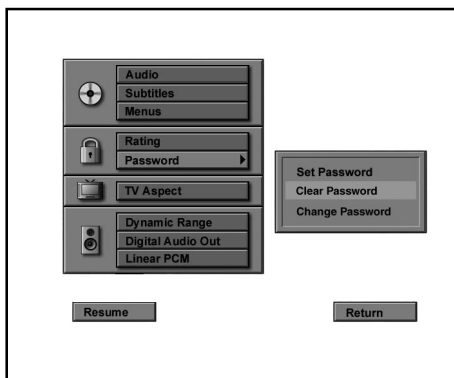 Audio
Subtitles
Menus
Rating
Password
TV Aspect
Dynamic Range
Digital Audio Out
Linear PCM
Set Password
Clear Password
Change Password
Resume
Return